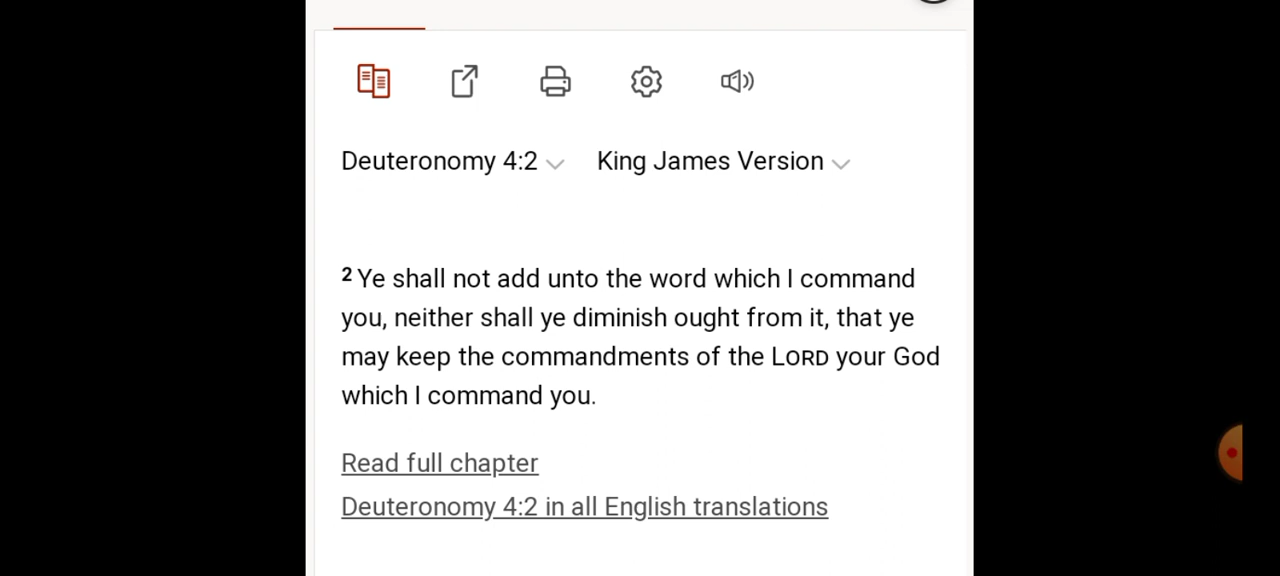 Deuteronomy 4:2 King James Version
2 Ye shall not add unto the word which I command
you, neither shall ye diminish ought from it, that ye
may keep the commandments of the LORD your God
which I command you.
Read full chapter
Deuteronomy 4:2 in all English translations